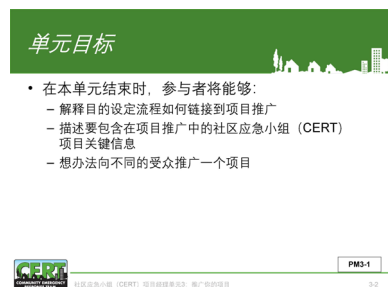 单元目标
• 在本单元结束时，参与者将能够:
– 解释目的设定流程如何链接到项目推广
– 描述要包含在项目推广中的社区应急小组（CERT）
项目关键信息
– 想办法向不同的受众推广一个项目
PM3-1
CERT
COMMUNITY EMERGENCY
RESPONSE TEAM
社区应急小组（CERT）项目经理单元3：推广你的项目
3-2